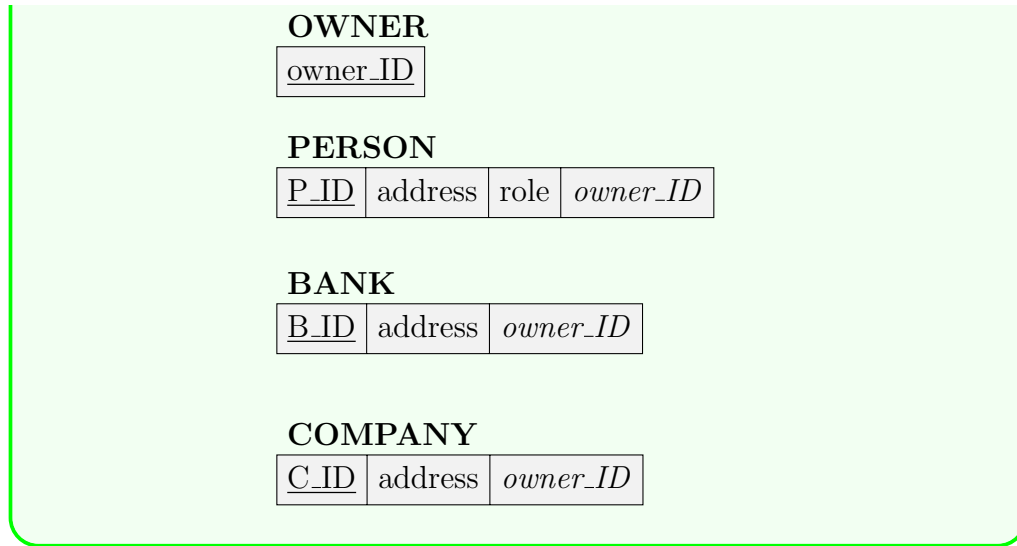 OWNER
owner_ID
PERSON
P_ID address role owner_ID
BANK
B_ID address owner_ID
COMPANY
C_ID address owner_ID